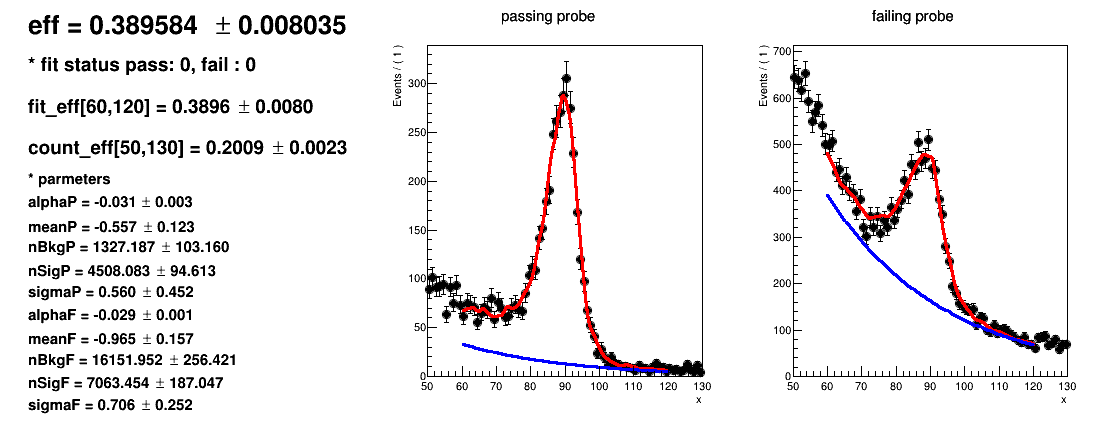 eff = 0.389584 ± 0.008035
* fit status pass: 0, fail : 0
fit_eff[60,120] = 0.3896 ± 0.0080
count_eff[50,130] = 0.2009 ± 0.0023
* parmeters
alphaP = -0.031 ± 0.003
meanP = -0.557 ± 0.123
nBkgP = 1327.187 ± 103.160
nSigP = 4508.083 ± 94.613
sigmaP = 0.560 ± 0.452
alphaF = -0.029 ± 0.001
meanF = -0.965 ± 0.157
nBkgF = 16151.952 ± 256.421
nSigF = 7063.454 ± 187.047
sigmaF = 0.706 ± 0.252
passing probe
Events / ( 1 )
300
250
200
150
100
50
0
50 60 70 80 90 100 110 120 130
x
failing probe
Events / ( 1 )
700
600
500
400
300
200
100
0
50 60 70 80 90 100 110 120 130
x